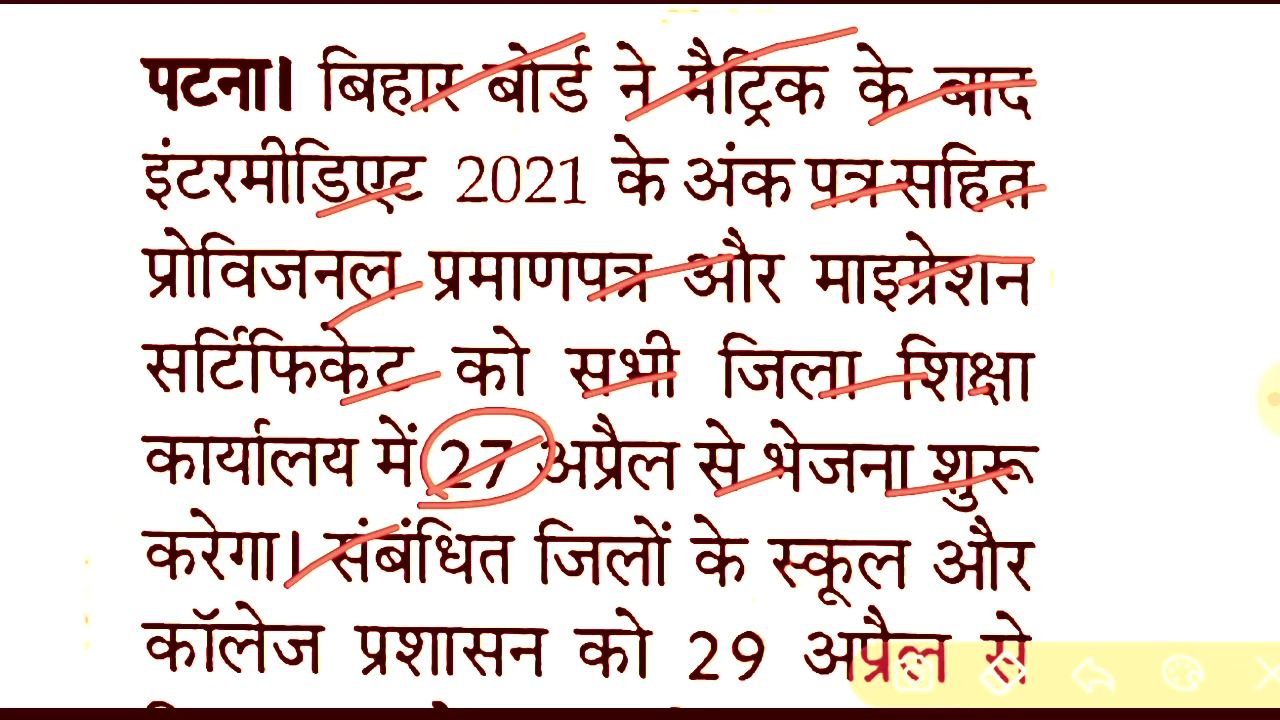 पटना। बिहार बोर्ड ने मैट्रिक के बाद
इंटरमीडिएट 2021 के अंक पत्र सहित
प्रोविजनल प्रमाणपत्र और माइग्रेशन
सर्टिफिकेट को सभी जिला शिक्षा
कार्यालय में 27 अप्रैल से भेजना शुरू
करेगा। संबंधित जिलों के स्कूल और
कॉलेज प्रशासन को 29 अप्रैल से